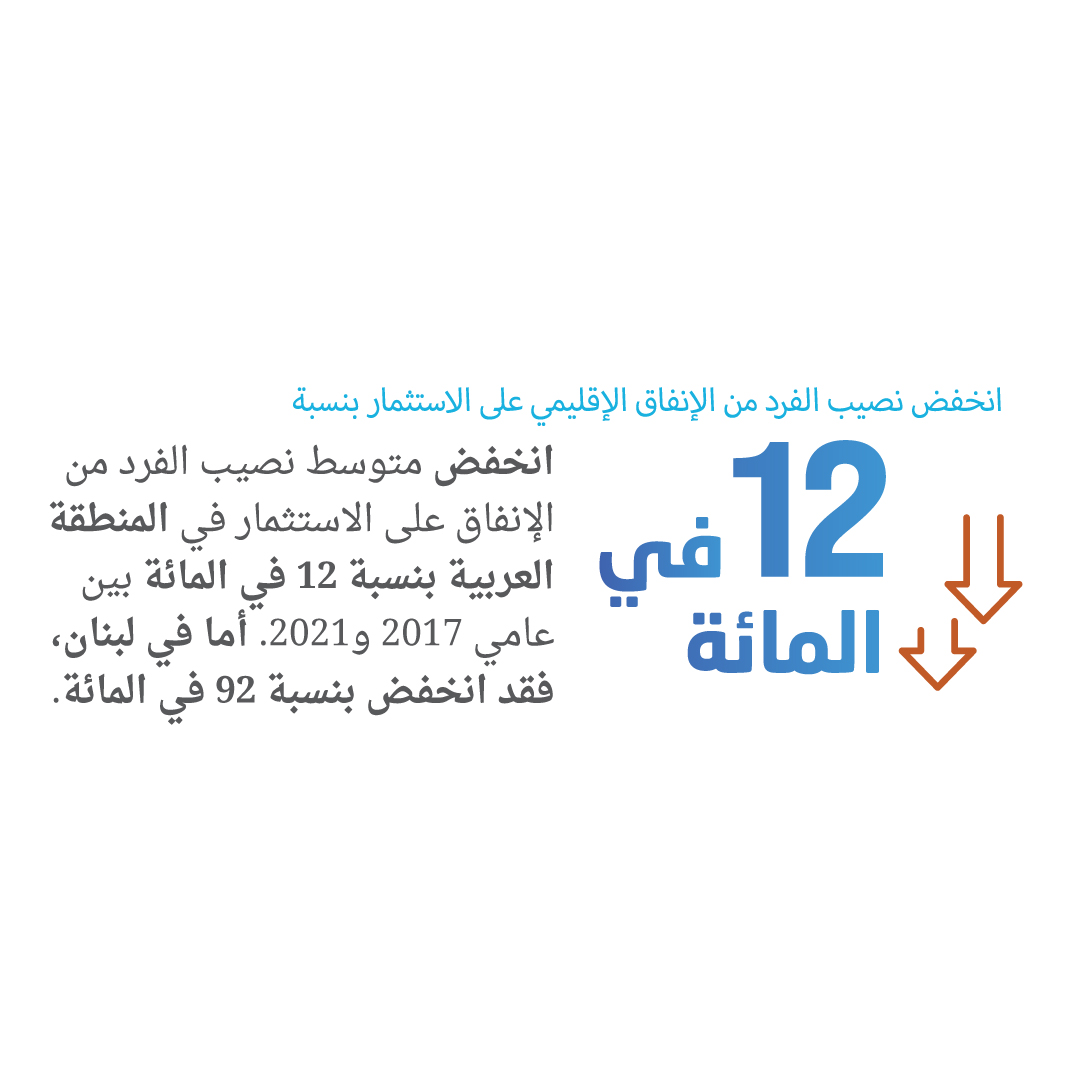 انخفض نصيب الفرد من الإنفاق الإقليمي على الاستثمار بنسبة
12 في
المائة
انخفض متوسط نصيب الفرد من
الإنفاق على الاستثمار في المنطقة
العربية بنسبة 12 في المائة بين
عامي 2017 و2021. أما في لبنان،
فقد انخفض بنسبة 92 في المائة.